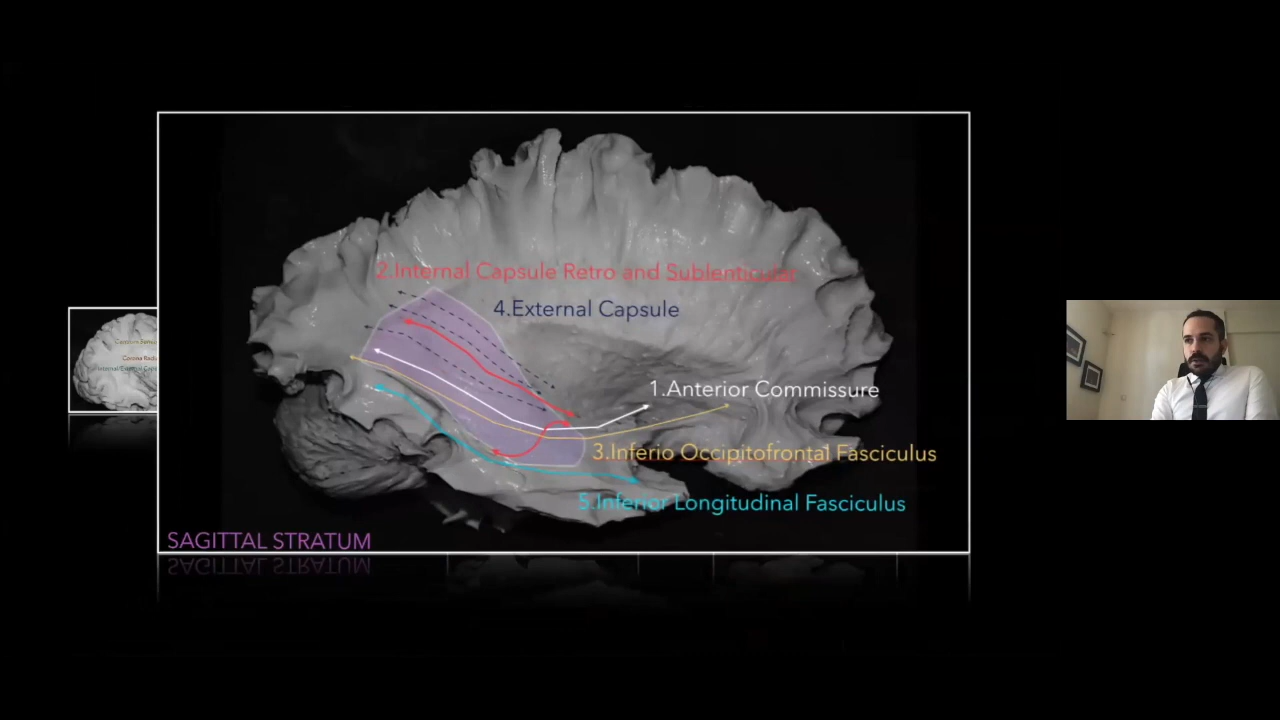 2.Internal Capsule Retro and Sublenticular
4.External Capsule
1.Anterior Commissure
3.Inferio Occipitofrontal Fasciculus
5.Inferior Longitudinal Fasciculus
SAGITTAL STRATUM